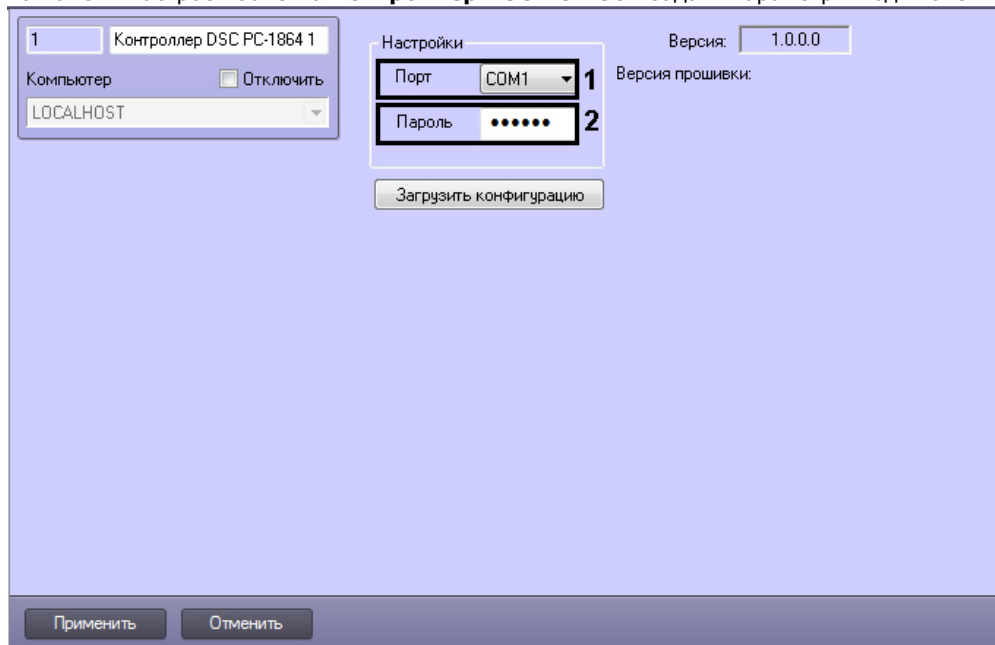 1 Контроллер DSC PC-1864 1
Компьютер Отключить
LOCALHOST
Настройки
Порт COM1 1
Пароль •••••• 2
Загрузить конфигурацию
Версия: 1.0.0.0
Версия прошивки:
Применить Отменить